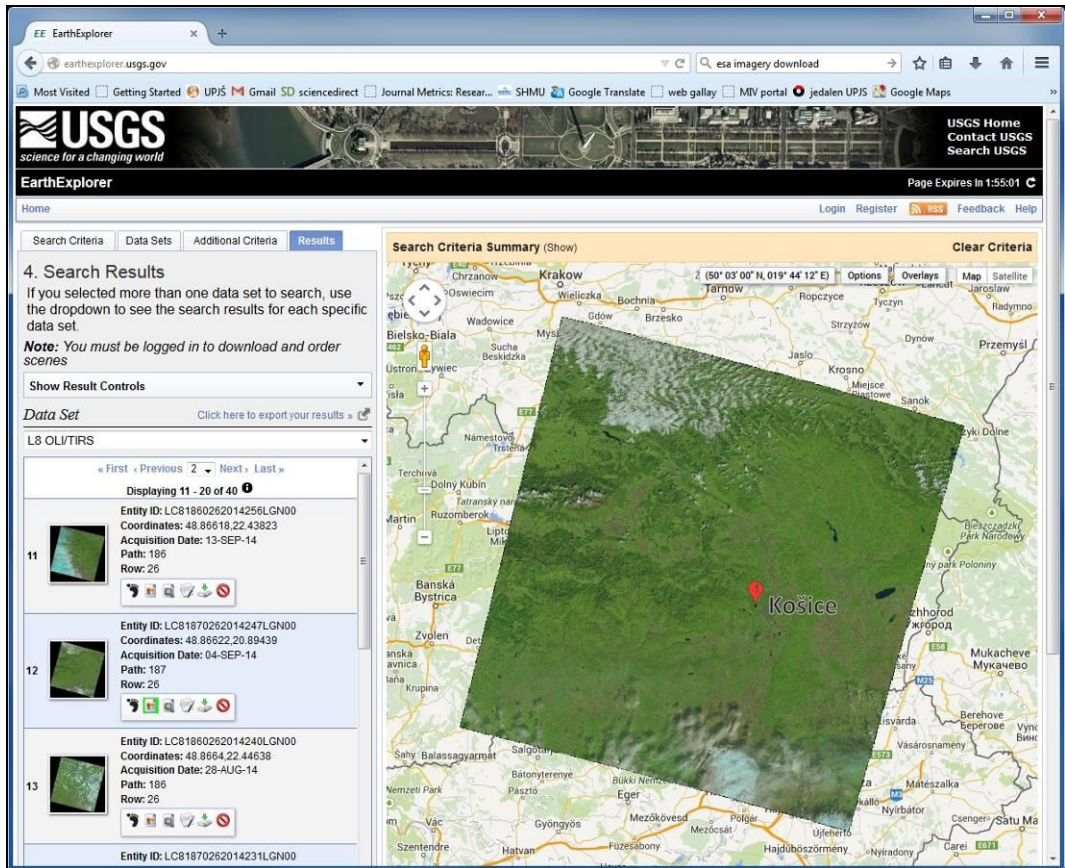 EE EarthExplorer
earthexplorer.usgs.gov
esa imagery download
Most Visited Getting Started UPJŠ Gmail SD sciencedirect Journal Metrics: Resear... SHMU Google Translate web gallay MIV portal jedalen UPJS Google Maps
USGS
science for a changing world
USGS Home
Contact USGS
Search USGS
EarthExplorer
Page Expires In 1:55:01
Home
Login Register RSS Feedback Help
Search Criteria Data Sets Additional Criteria Results
Search Criteria Summary (Show)
Clear Criteria
4. Search Results
If you selected more than one data set to search, use
the dropdown to see the search results for each specific
data set.
Note: You must be logged in to download and order
scenes
Show Result Controls
Data Set
Click here to export your results »
L8 OLI/TIRS
« First ‹ Previous 2 Next › Last »
Displaying 11 - 20 of 40
11
Entity ID: LC81860262014256LGN00
Coordinates: 48.86618,22.43823
Acquisition Date: 13-SEP-14
Path: 186
Row: 26
12
Entity ID: LC81870262014247LGN00
Coordinates: 48.86622,20.89439
Acquisition Date: 04-SEP-14
Path: 187
Row: 26
13
Entity ID: LC81860262014240LGN00
Coordinates: 48.8664,22.44638
Acquisition Date: 28-AUG-14
Path: 186
Row: 26
Entity ID: LC81870262014231LGN00
(50° 03' 00" N, 019° 44' 12" E)
Options
Overlays
Map Satellite
Chrzanow
Krakow
Tarnow
Jaroslaw
Oswiecim
Wieliczka
Bochnia
Ropczyce
Tyczyn
Radymno
Wadowice
Gdów
Brzesko
Strzyżów
Bielsko-Biala
Dynów
Przemyśl
Sucha
Beskidzka
Jaslo
Krosno
Miejsce
Piastowe
Sanok
E77
Námestovo
Trstená
Terchová
Dolný Kubín
Martin
Ruzomberok
Bieszczadzki
Park Narodowy
E77
Banská
Bystrica
Košice
Zvolen
Ужгород
E58
Mukacheve
Мукачево
Krupina
M25
Berehove
Берегове
Šahy
Balassagyarmat
E573
Vásárosnamény
Bátonyterenye
Nemzeti Park
Pásztó
Eger
Mátészalka
M3
Nyírbátor
Csenger
Satu Ma
Vác
Gyöngyös
Mezőkövesd
Polgár
Mezőcsát
Újfehértó
Szentendre
Hatvan
Füzesabony
Hajdúböszörmény
Nyíradony
Carei
E671